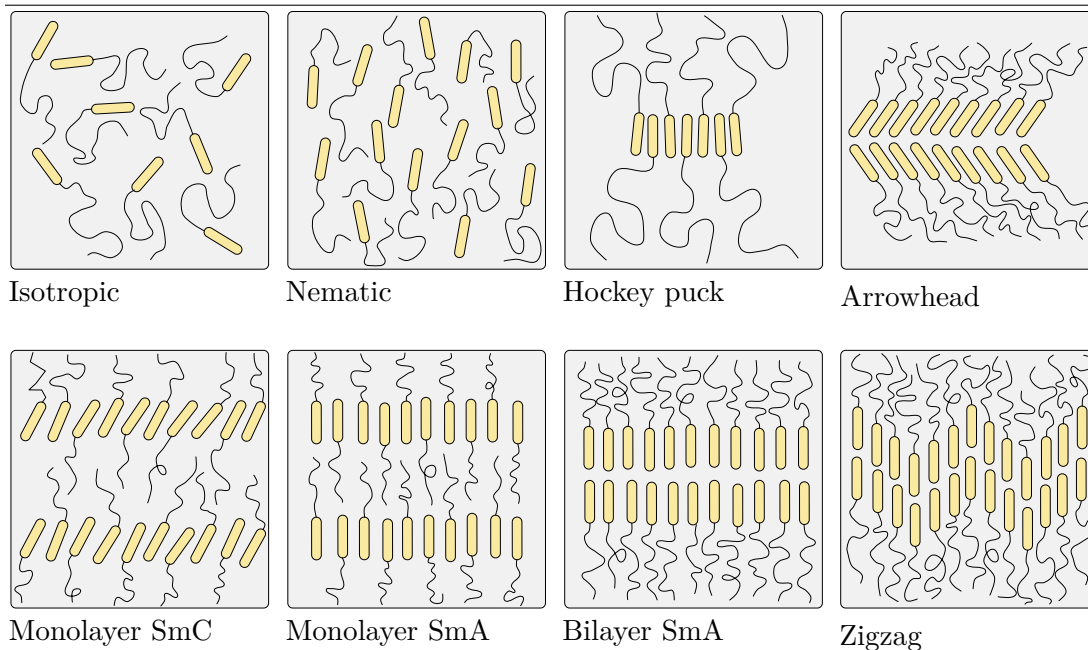 Isotropic
Nematic
Hockey puck
Arrowhead
Monolayer SmC
Monolayer SmA
Bilayer SmA
Zigzag